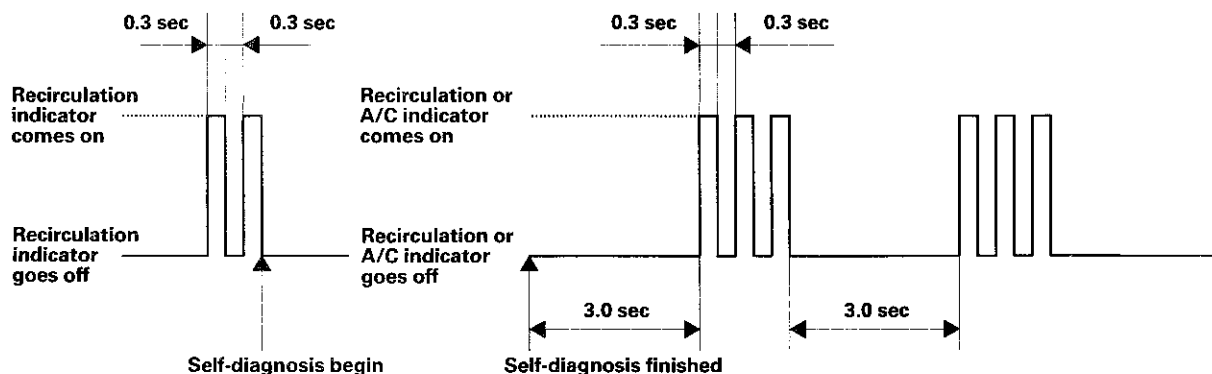 0.3 sec
0.3 sec
0.3 sec
0.3 sec
Recirculation
indicator
comes on
Recirculation or
A/C indicator
comes on
Recirculation
indicator
goes off
Recirculation or
A/C indicator
goes off
3.0 sec
3.0 sec
Self-diagnosis begin
Self-diagnosis finished